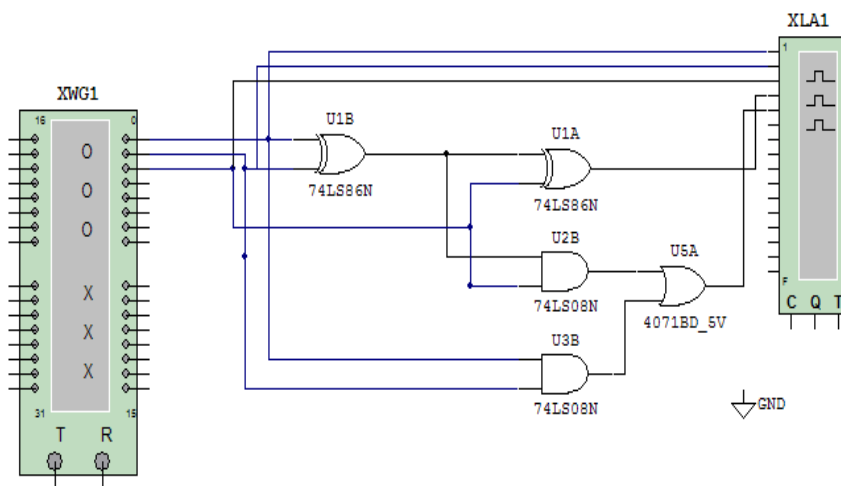 XLA1
1
XWG1
16 0
U1B
U1A
O
O
O
74LS86N
74LS86N
U2B
U5A
F
X
X
X
74LS08N
4071BD_5V
C Q T
U3B
74LS08N
GND
31 15
T R